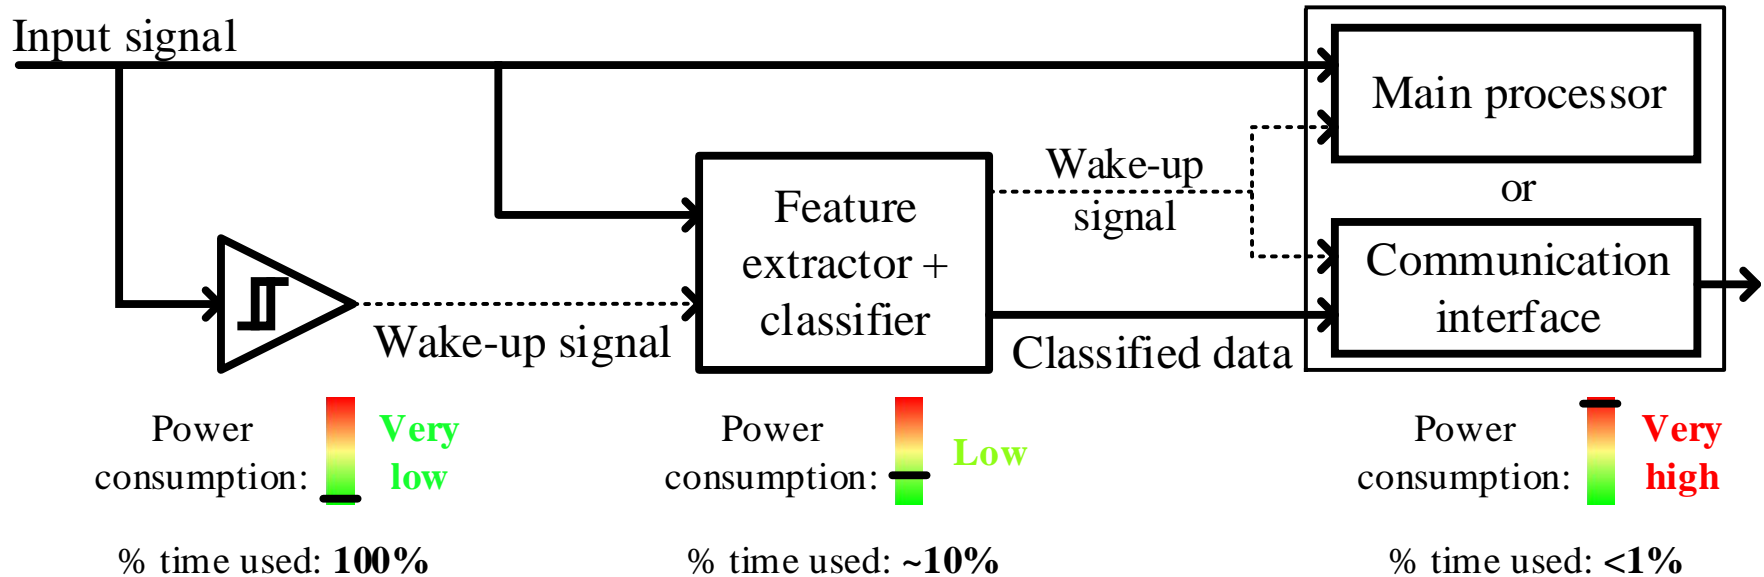 Input signal
Main processor
or
Wake-up
signal
Feature
extractor +
classifier
Communication
interface
Wake-up signal
Classified data
Power
consumption:
Very
low
Power
consumption:
Low
Power
consumption:
Very
high
% time used: 100%
% time used: ~10%
% time used: <1%